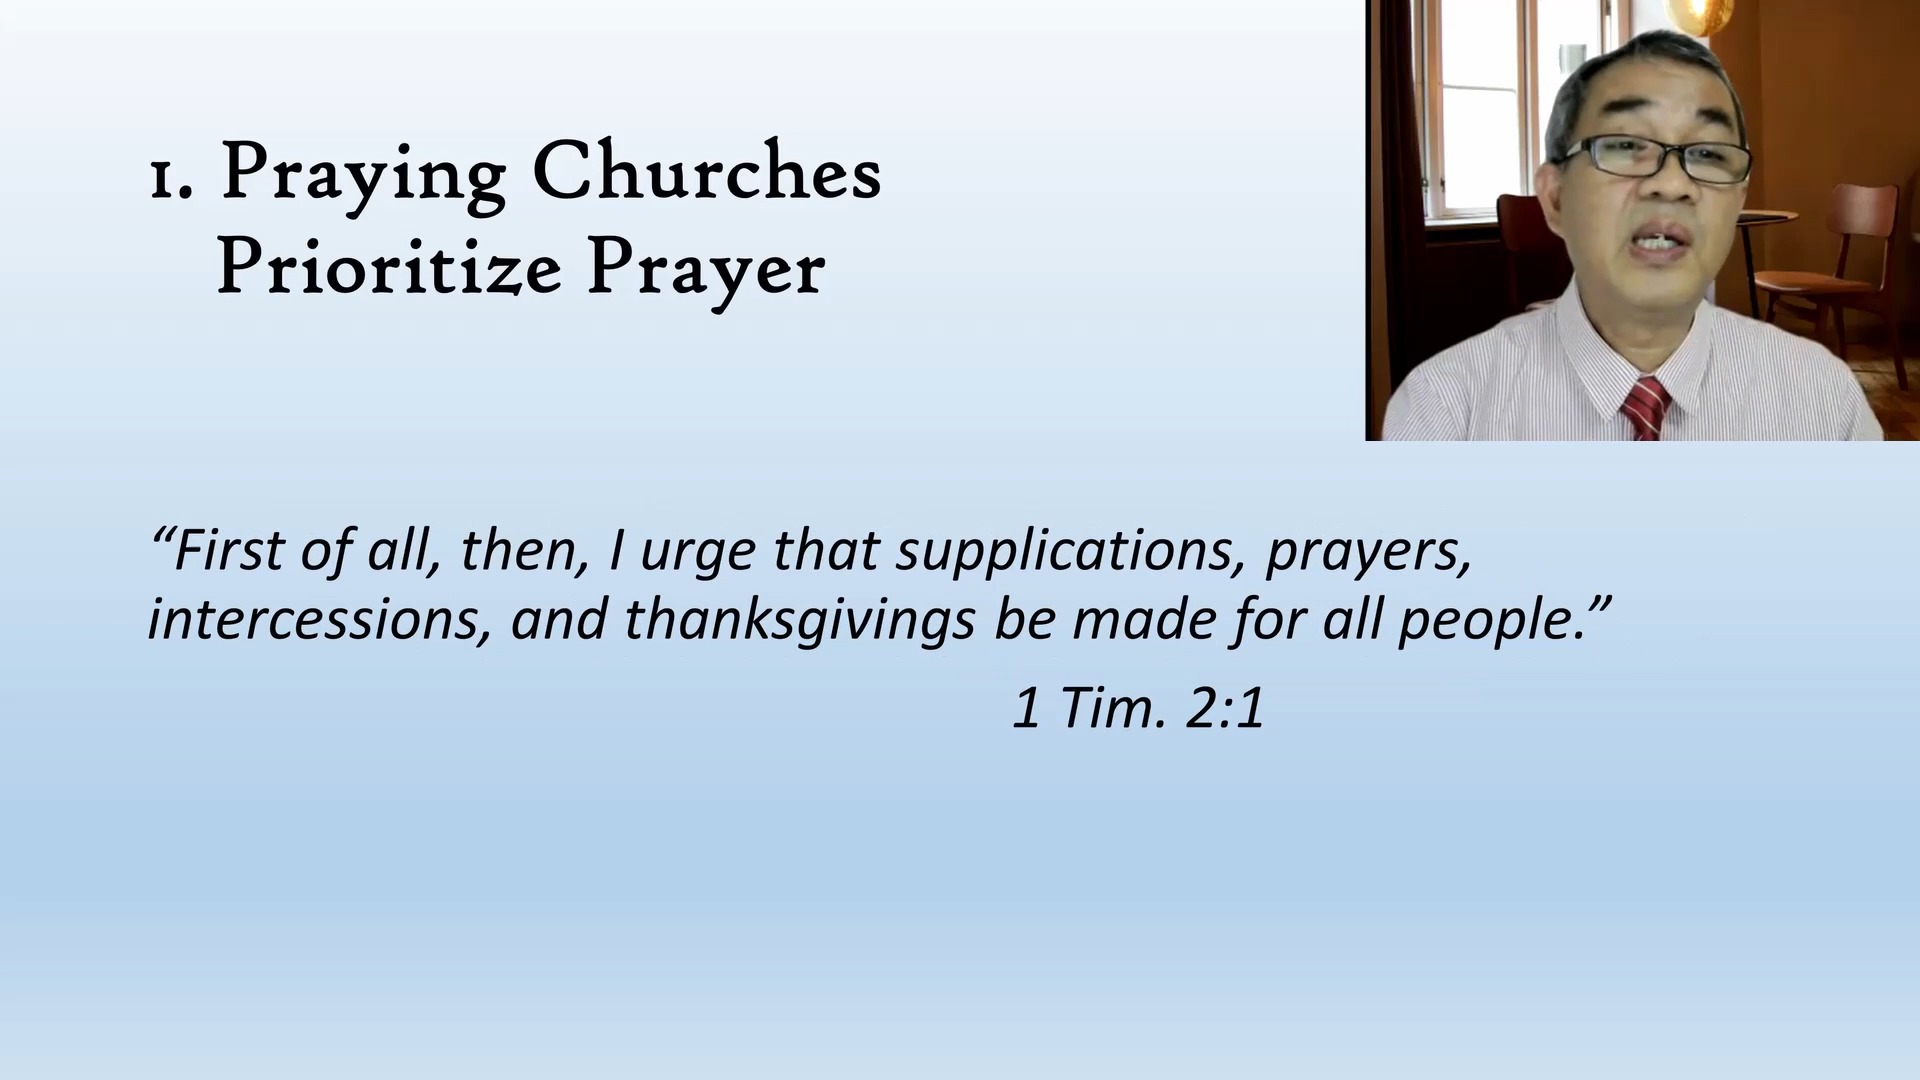 1. Praying Churches
Prioritize Prayer
“First of all, then, I urge that supplications, prayers,
intercessions, and thanksgivings be made for all people.”
1 Tim. 2:1